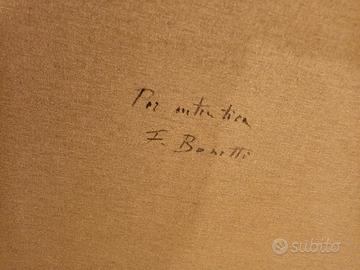 Per autentica
I. Bonetti
subito